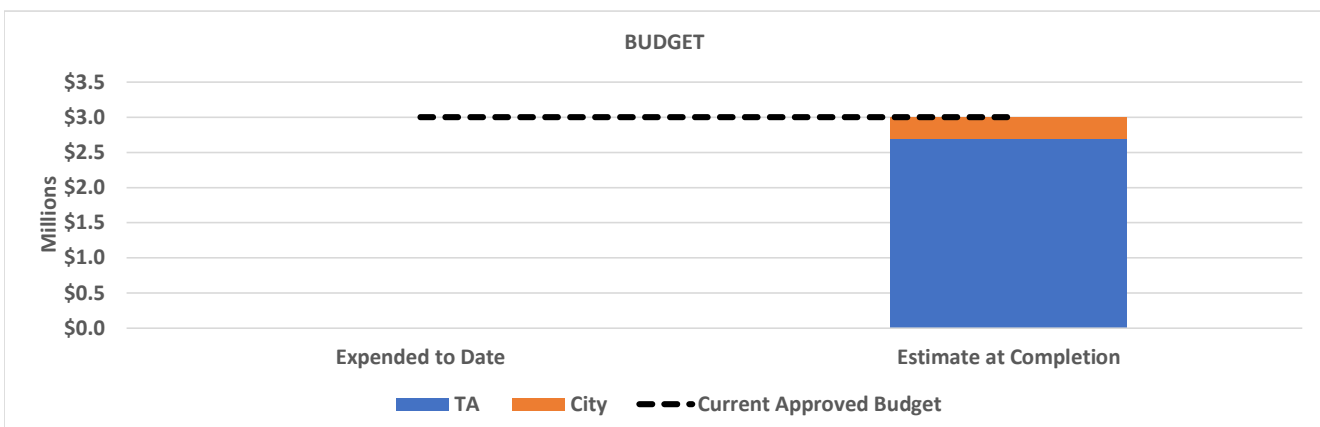 BUDGET
$3.5
$3.0
$2.5
$2.0
$1.5
$1.0
$0.5
$0.0
Millions
Expended to Date
Estimate at Completion
TA
City
Current Approved Budget